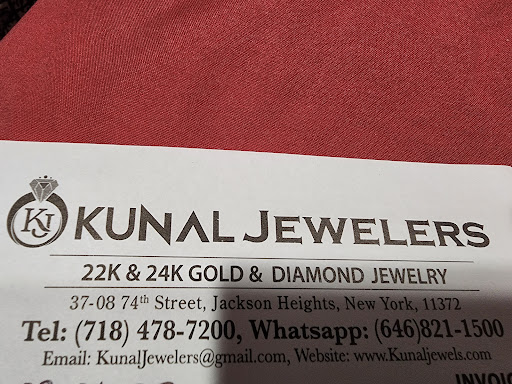 KJ KUNAL JEWELERS
22K & 24K GOLD & DIAMOND JEWELRY
37-08 74th Street, Jackson Heights, New York, 11372
Tel: (718) 478-7200, Whatsapp: (646)821-1500
Email: KunalJewelers@gmail.com, Website: www.Kunaljewels.com